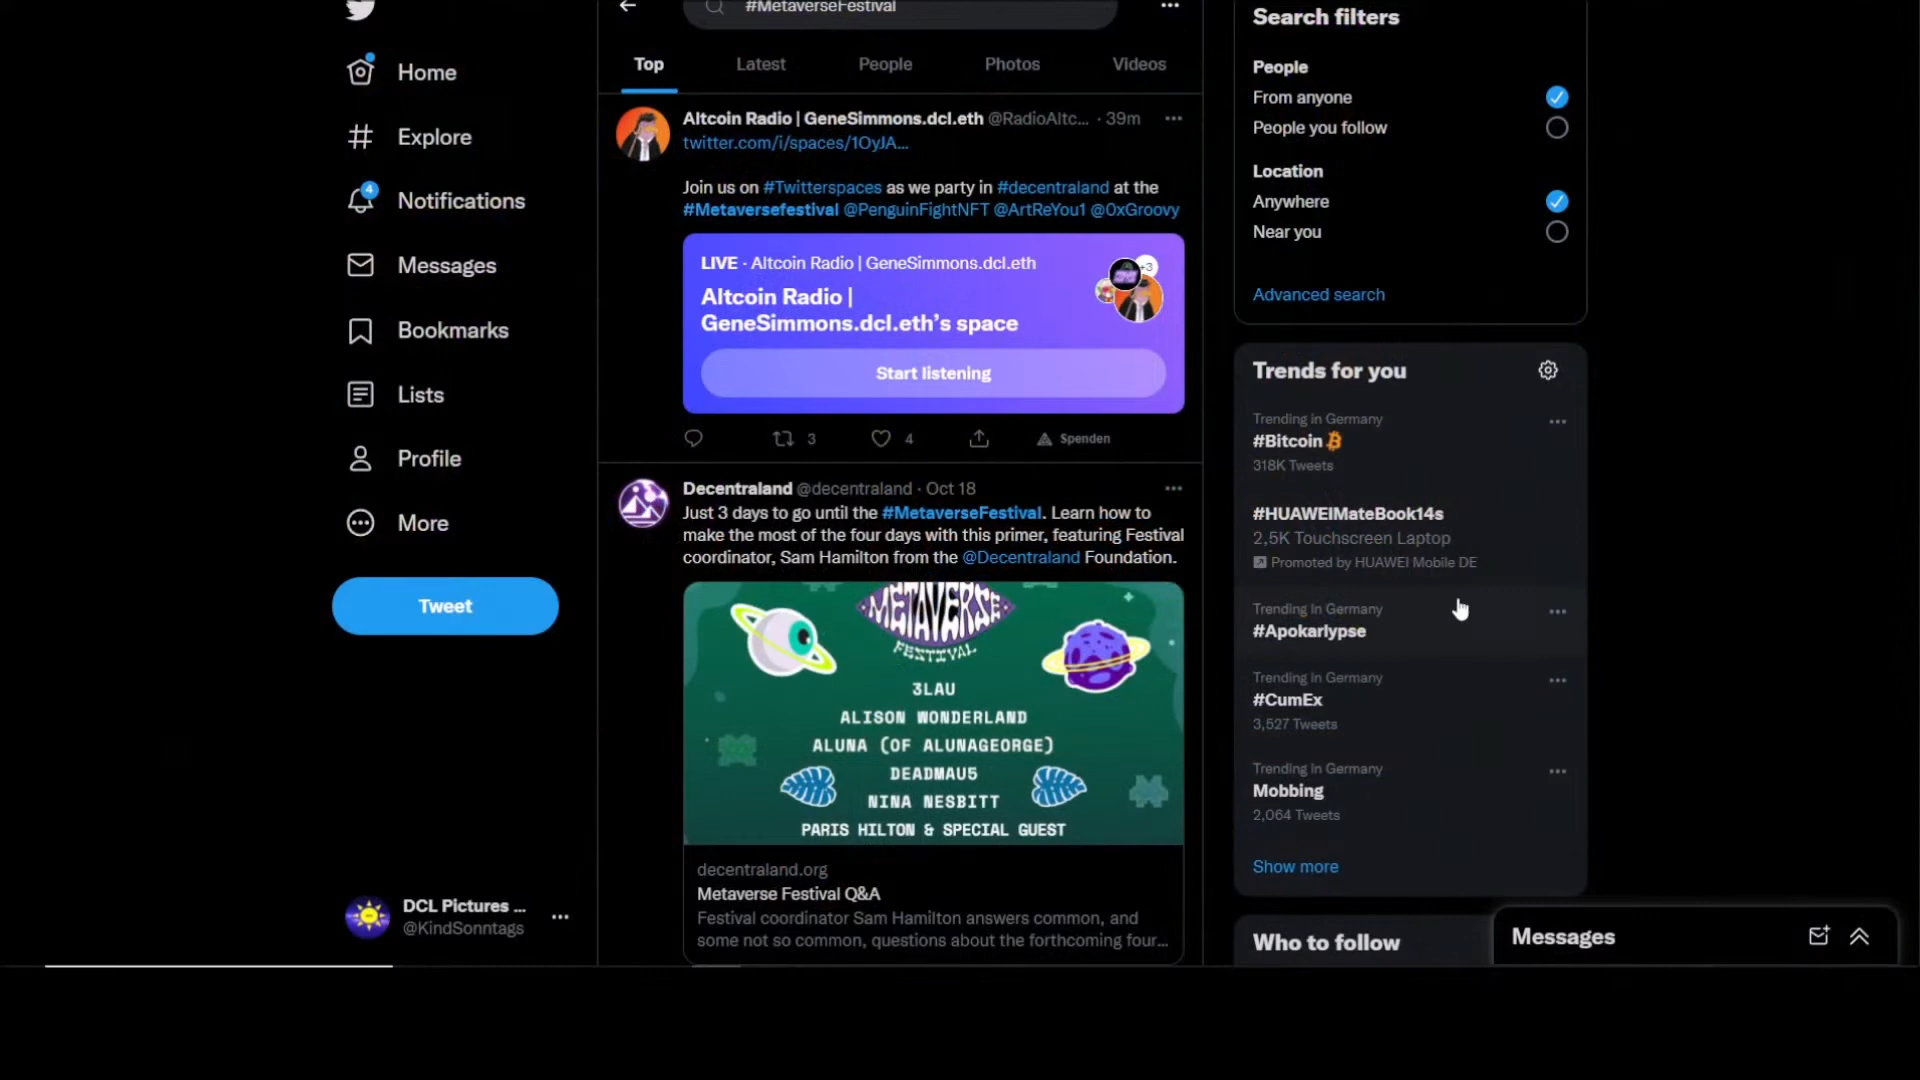 Home
Explore
4
Notifications
Messages
Bookmarks
Lists
Profile
More
Tweet
DCL Pictures ...
@KindSonntags
#MetaverseFestival
Top
Latest
People
Photos
Videos
Altcoin Radio | GeneSimmons.dcl.eth @RadioAltc... · 39m
twitter.com/i/spaces/1OyJA...
Join us on #Twitterspaces as we party in #decentraland at the
#Metaversefestival @PenguinFightNFT @ArtReYou1 @0xGroovy
LIVE · Altcoin Radio | GeneSimmons.dcl.eth
+3
Altcoin Radio |
GeneSimmons.dcl.eth's space
Start listening
3
4
Spenden
Decentraland @decentraland · Oct 18
Just 3 days to go until the #MetaverseFestival. Learn how to
make the most of the four days with this primer, featuring Festival
coordinator, Sam Hamilton from the @Decentraland Foundation.
METAVERSE
FESTIVAL
3LAU
ALISON WONDERLAND
ALUNA (OF ALUNAGEORGE)
DEADMAU5
NINA NESBITT
PARIS HILTON & SPECIAL GUEST
decentraland.org
Metaverse Festival Q&A
Festival coordinator Sam Hamilton answers common, and
some not so common, questions about the forthcoming four...
Search filters
People
From anyone
People you follow
Location
Anywhere
Near you
Advanced search
Trends for you
Trending in Germany
#Bitcoin
318K Tweets
#HUAWEIMateBook14s
2,5K Touchscreen Laptop
Promoted by HUAWEI Mobile DE
Trending in Germany
#Apokarlypse
Trending in Germany
#CumEx
3,527 Tweets
Trending in Germany
Mobbing
2,064 Tweets
Show more
Who to follow
Messages